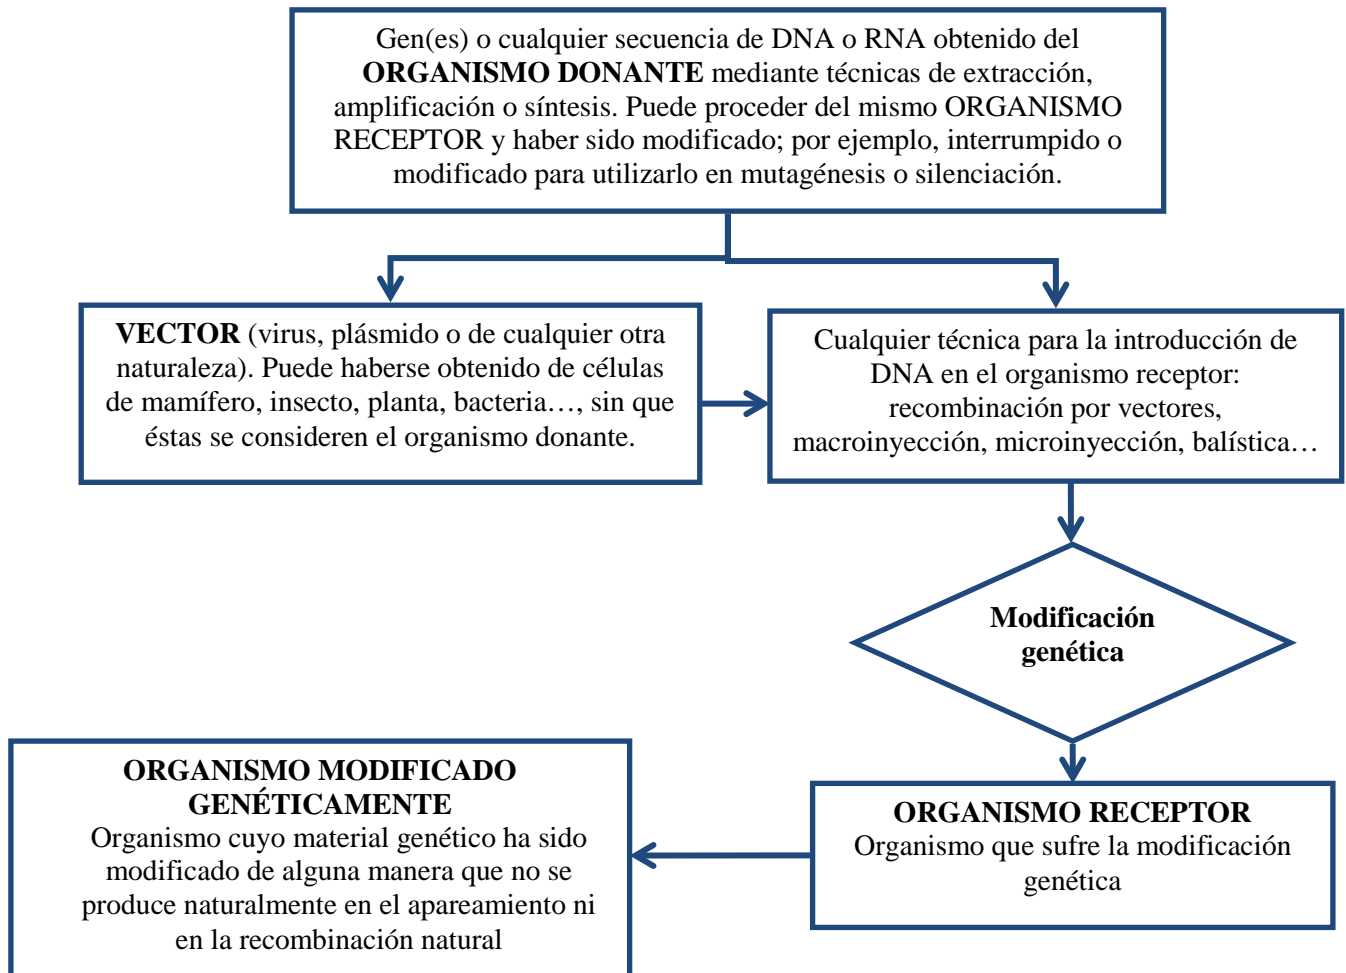 Gen(es) o cualquier secuencia de DNA o RNA obtenido del
ORGANISMO DONANTE mediante técnicas de extracción,
amplificación o síntesis. Puede proceder del mismo ORGANISMO
RECEPTOR y haber sido modificado; por ejemplo, interrumpido o
modificado para utilizarlo en mutagénesis o silenciación.
VECTOR (virus, plásmido o de cualquier otra
naturaleza). Puede haberse obtenido de células
de mamífero, insecto, planta, bacteria…, sin que
éstas se consideren el organismo donante.
Cualquier técnica para la introducción de
DNA en el organismo receptor:
recombinación por vectores,
macroinyección, microinyección, balística…
Modificación
genética
ORGANISMO RECEPTOR
Organismo que sufre la modificación
genética
ORGANISMO MODIFICADO
GENÉTICAMENTE
Organismo cuyo material genético ha sido
modificado de alguna manera que no se
produce naturalmente en el apareamiento ni
en la recombinación natural